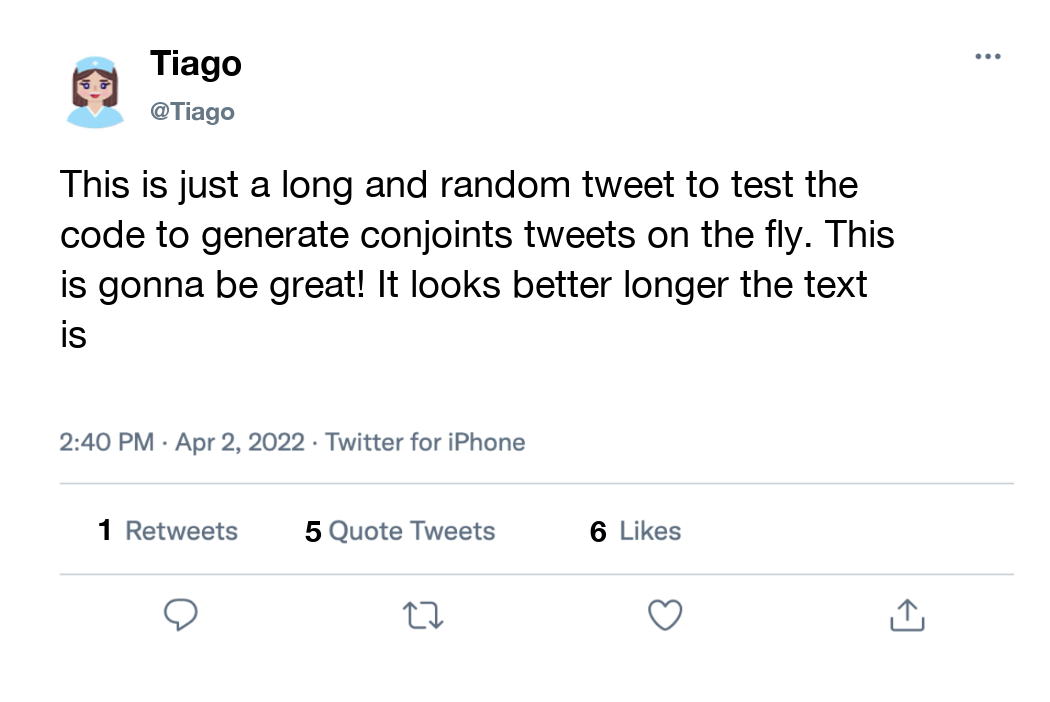 Tiago
@Tiago
This is just a long and random tweet to test the
code to generate conjoints tweets on the fly. This
is gonna be great! It looks better longer the text
is
2:40 PM · Apr 2, 2022 · Twitter for iPhone
1 Retweets 5 Quote Tweets 6 Likes